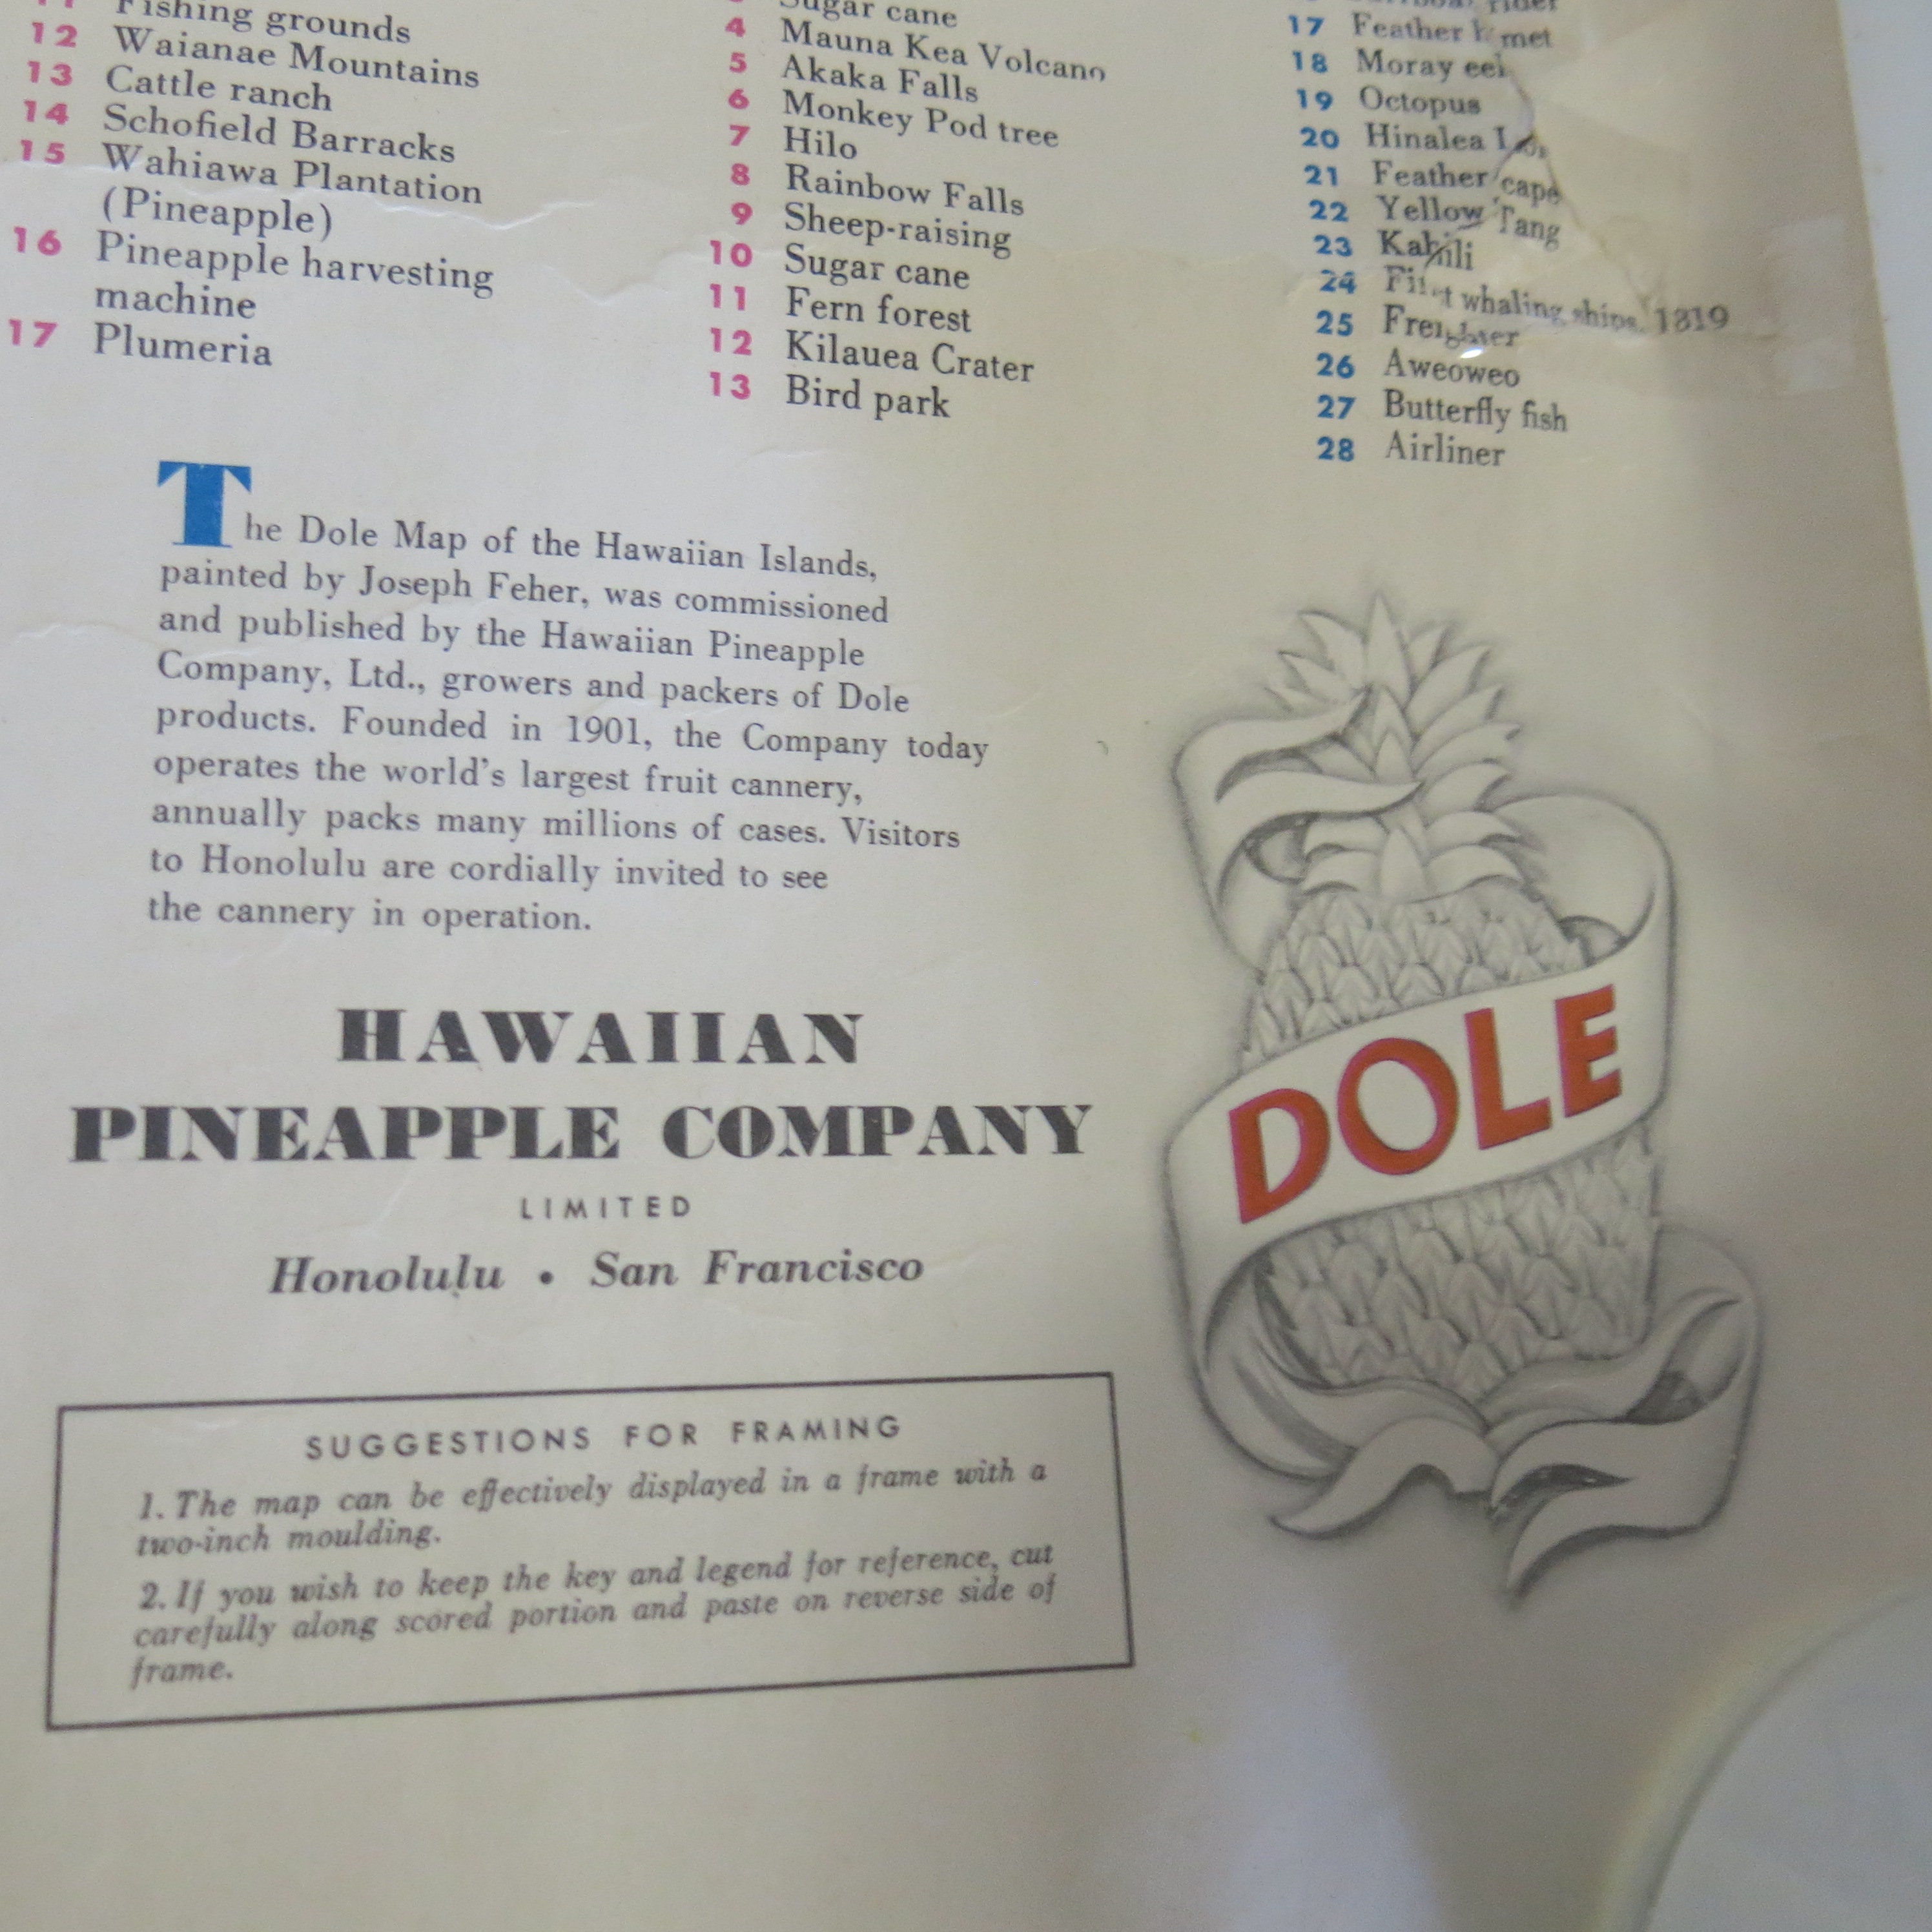 11 Fishing grounds
12 Waianae Mountains
13 Cattle ranch
14 Schofield Barracks
15 Wahiawa Plantation
(Pineapple)
16 Pineapple harvesting
machine
17 Plumeria
Sugar cane
4 Mauna Kea Volcano
5 Akaka Falls
6 Monkey Pod tree
7 Hilo
8 Rainbow Falls
9 Sheep-raising
10 Sugar cane
11 Fern forest
12 Kilauea Crater
13 Bird park
17 Feather
18 Moray eel
19 Octopus
20 Hinalea
21 Feather cape
22 Yellow Tang
23 Kahili
24 First whaling ships, 1819
25 Freighter
26 Aweoweo
27 Butterfly fish
28 Airliner
The Dole Map of the Hawaiian Islands,
painted by Joseph Feher, was commissioned
and published by the Hawaiian Pineapple
Company, Ltd., growers and packers of Dole
products. Founded in 1901, the Company today
operates the world's largest fruit cannery,
annually packs many millions of cases. Visitors
to Honolulu are cordially invited to see
the cannery in operation.
HAWAIIAN
PINEAPPLE COMPANY
LIMITED
Honolulu • San Francisco
DOLE
SUGGESTIONS FOR FRAMING
1. The map can be effectively displayed in a frame with a
two-inch moulding.
2. If you wish to keep the key and legend for reference, cut
carefully along scored portion and paste on reverse side of
frame.